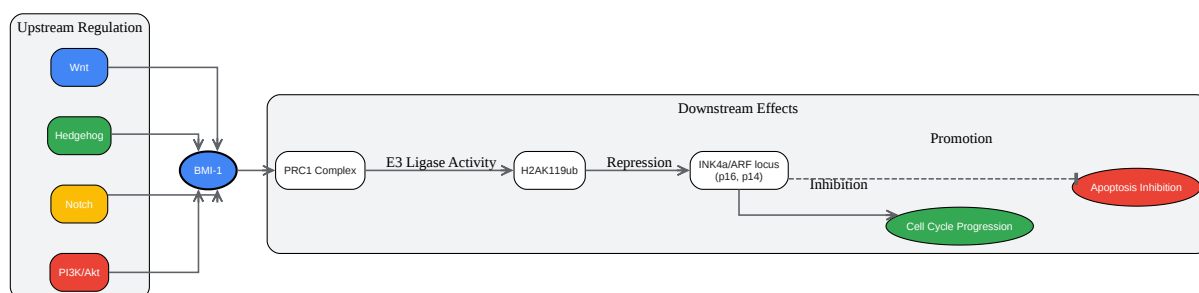 Upstream Regulation
Wnt
Hedgehog
Notch
PI3K/Akt
BMI-1
Downstream Effects
PRC1 Complex
E3 Ligase Activity
H2AK119ub
Repression
INK4a/ARF locus
(p16, p14)
Promotion
Inhibition
Apoptosis Inhibition
Cell Cycle Progression